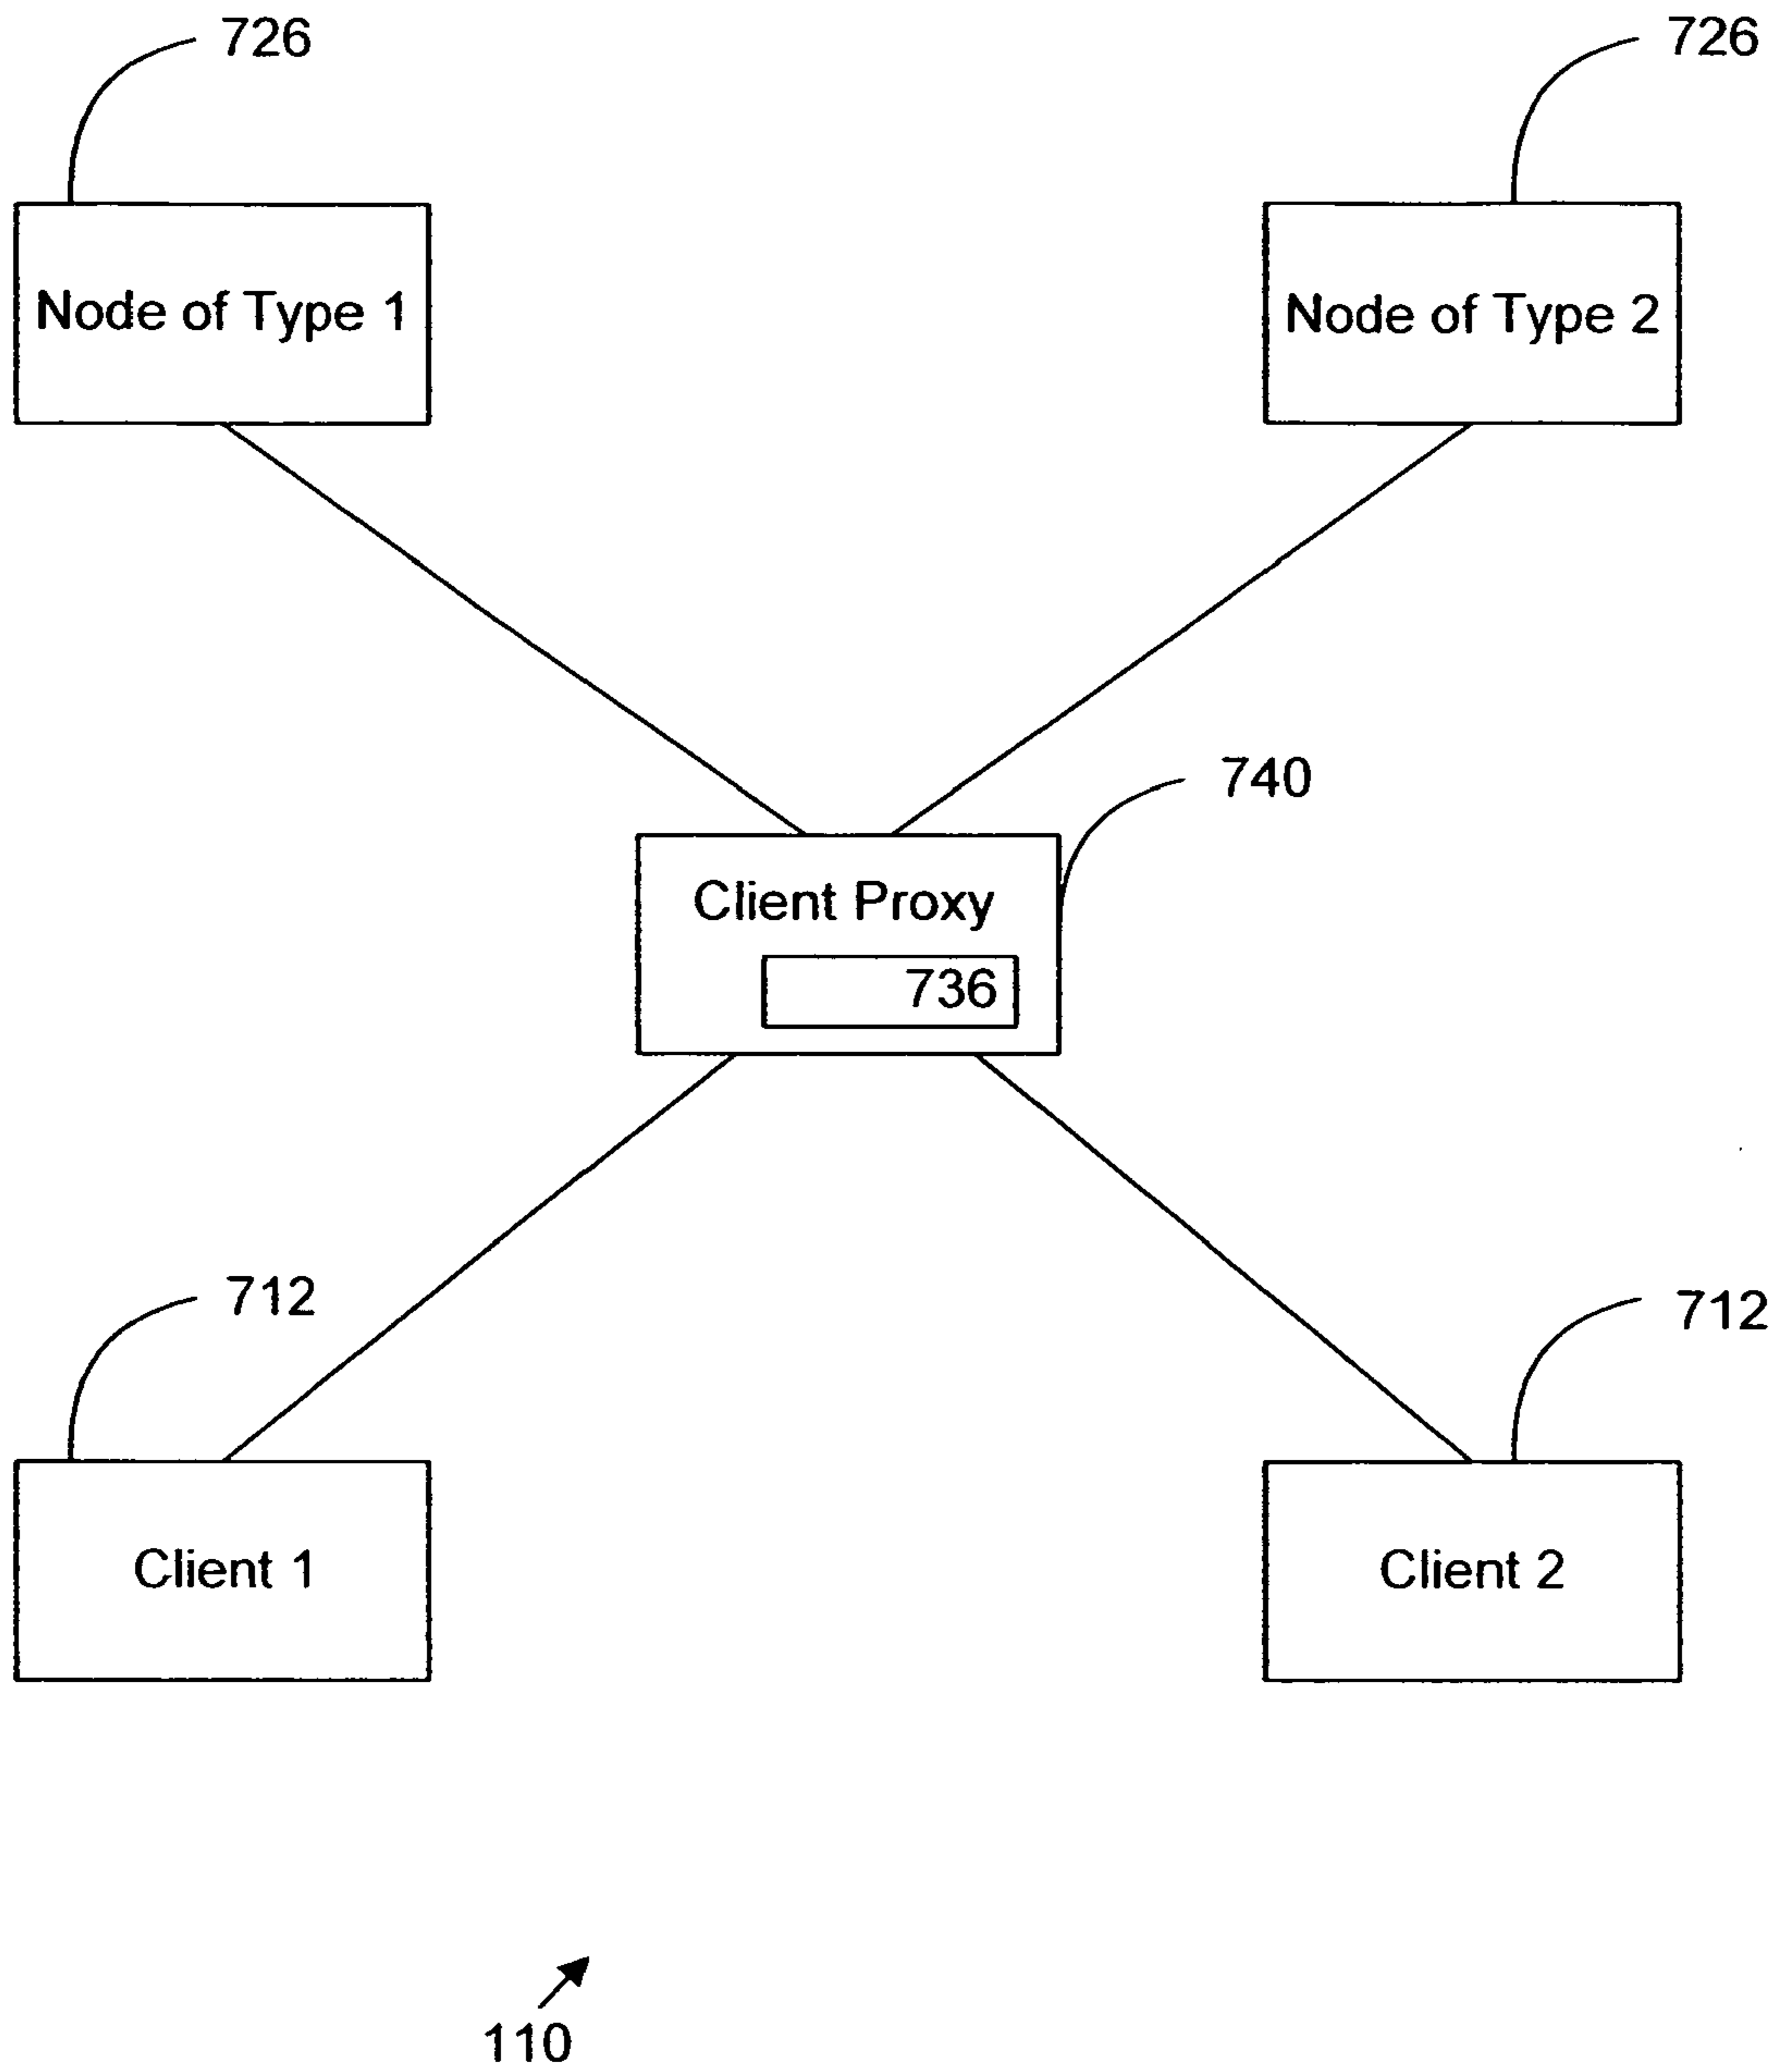 726
726
Node of Type 1
Node of Type 2
740
Client Proxy
736
712
712
Client 1
Client 2
110